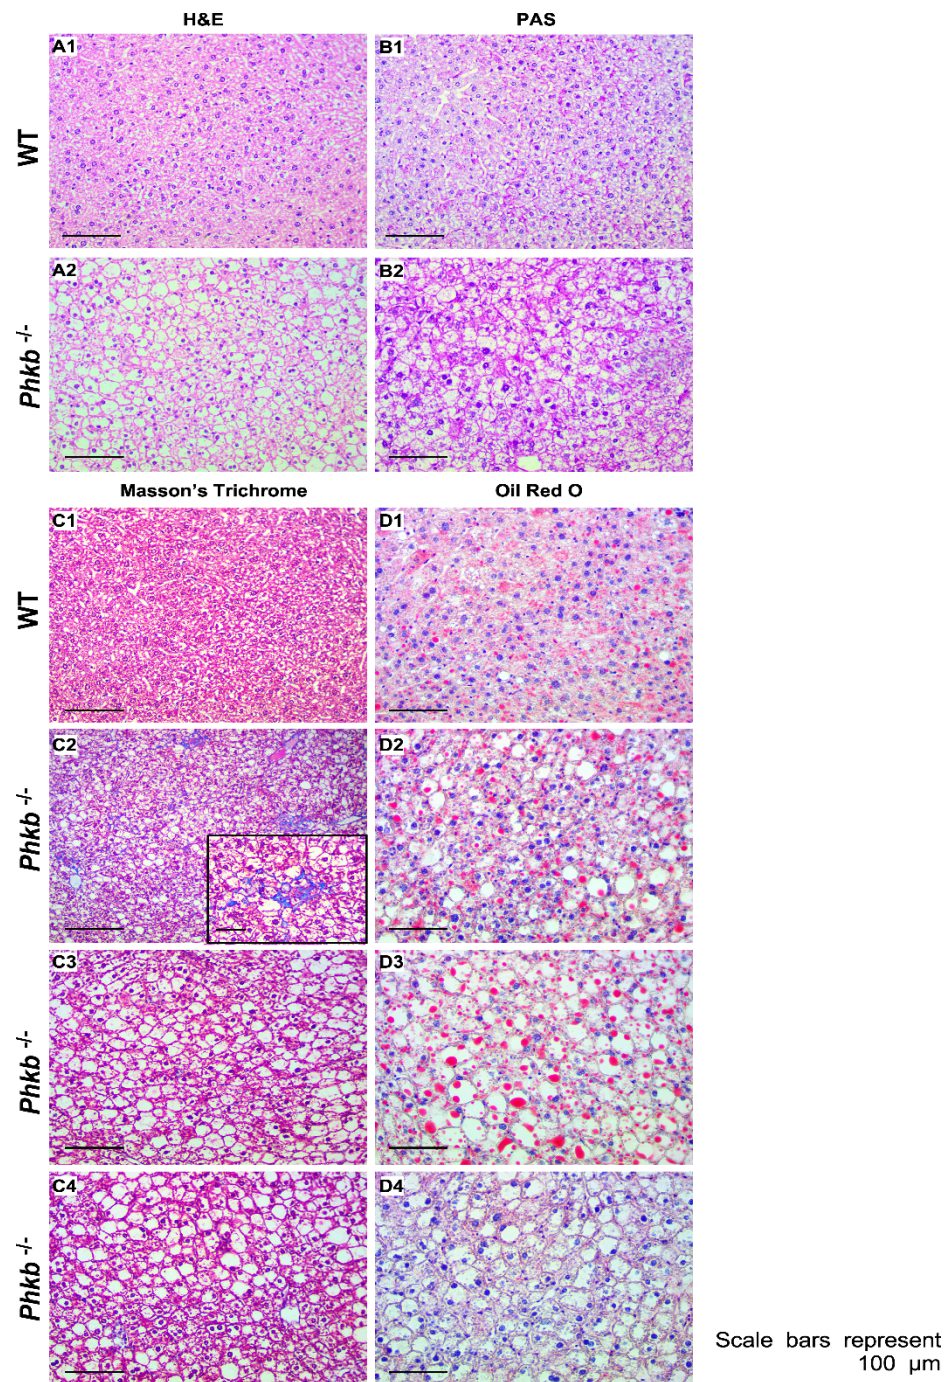 H&E PAS
A1 B1
WT
A2 B2
Phkb -/-
Masson's Trichrome Oil Red O
C1 D1
WT
C2 D2
Phkb -/-
C3 D3
Phkb -/-
C4 D4
Phkb -/-
Scale bars represent
100 µm